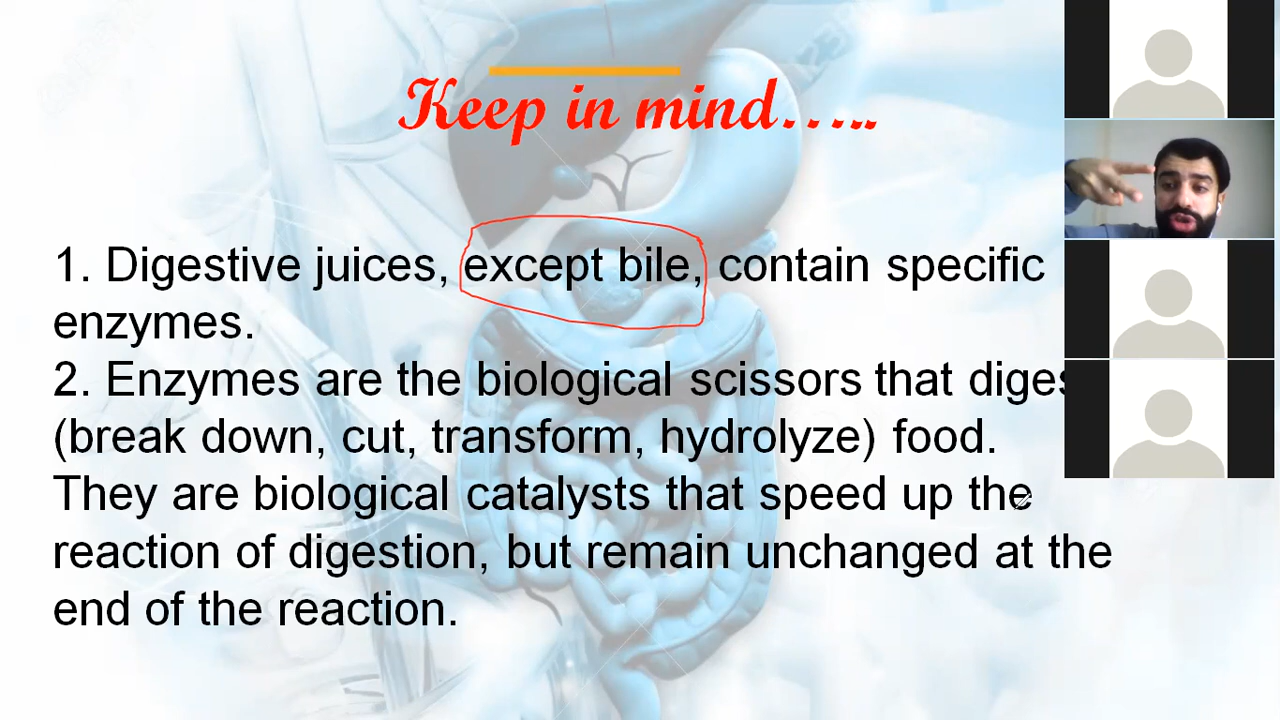 Keep in mind.....
1. Digestive juices, except bile, contain specific
enzymes.
2. Enzymes are the biological scissors that diges
(break down, cut, transform, hydrolyze) food.
They are biological catalysts that speed up the
reaction of digestion, but remain unchanged at the
end of the reaction.